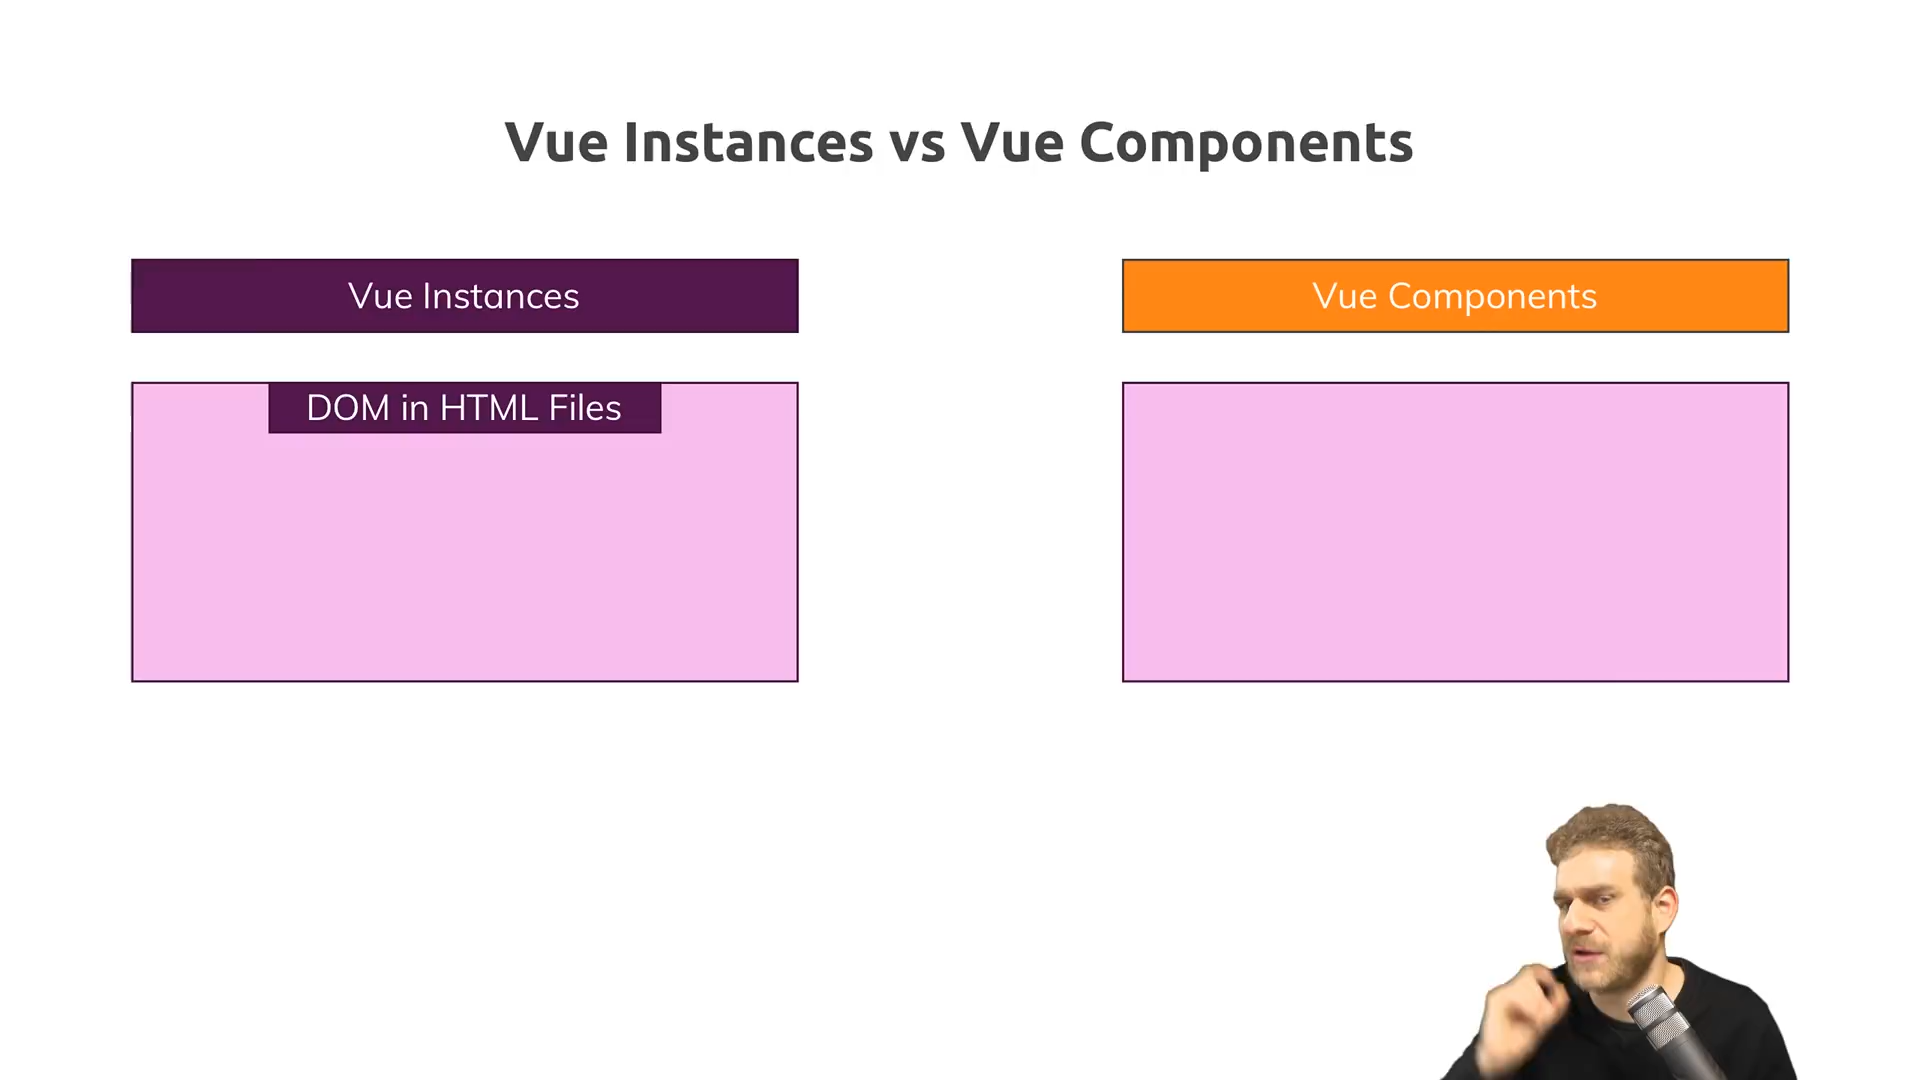 Vue Instances vs Vue Components
Vue Instances
Vue Components
DOM in HTML Files